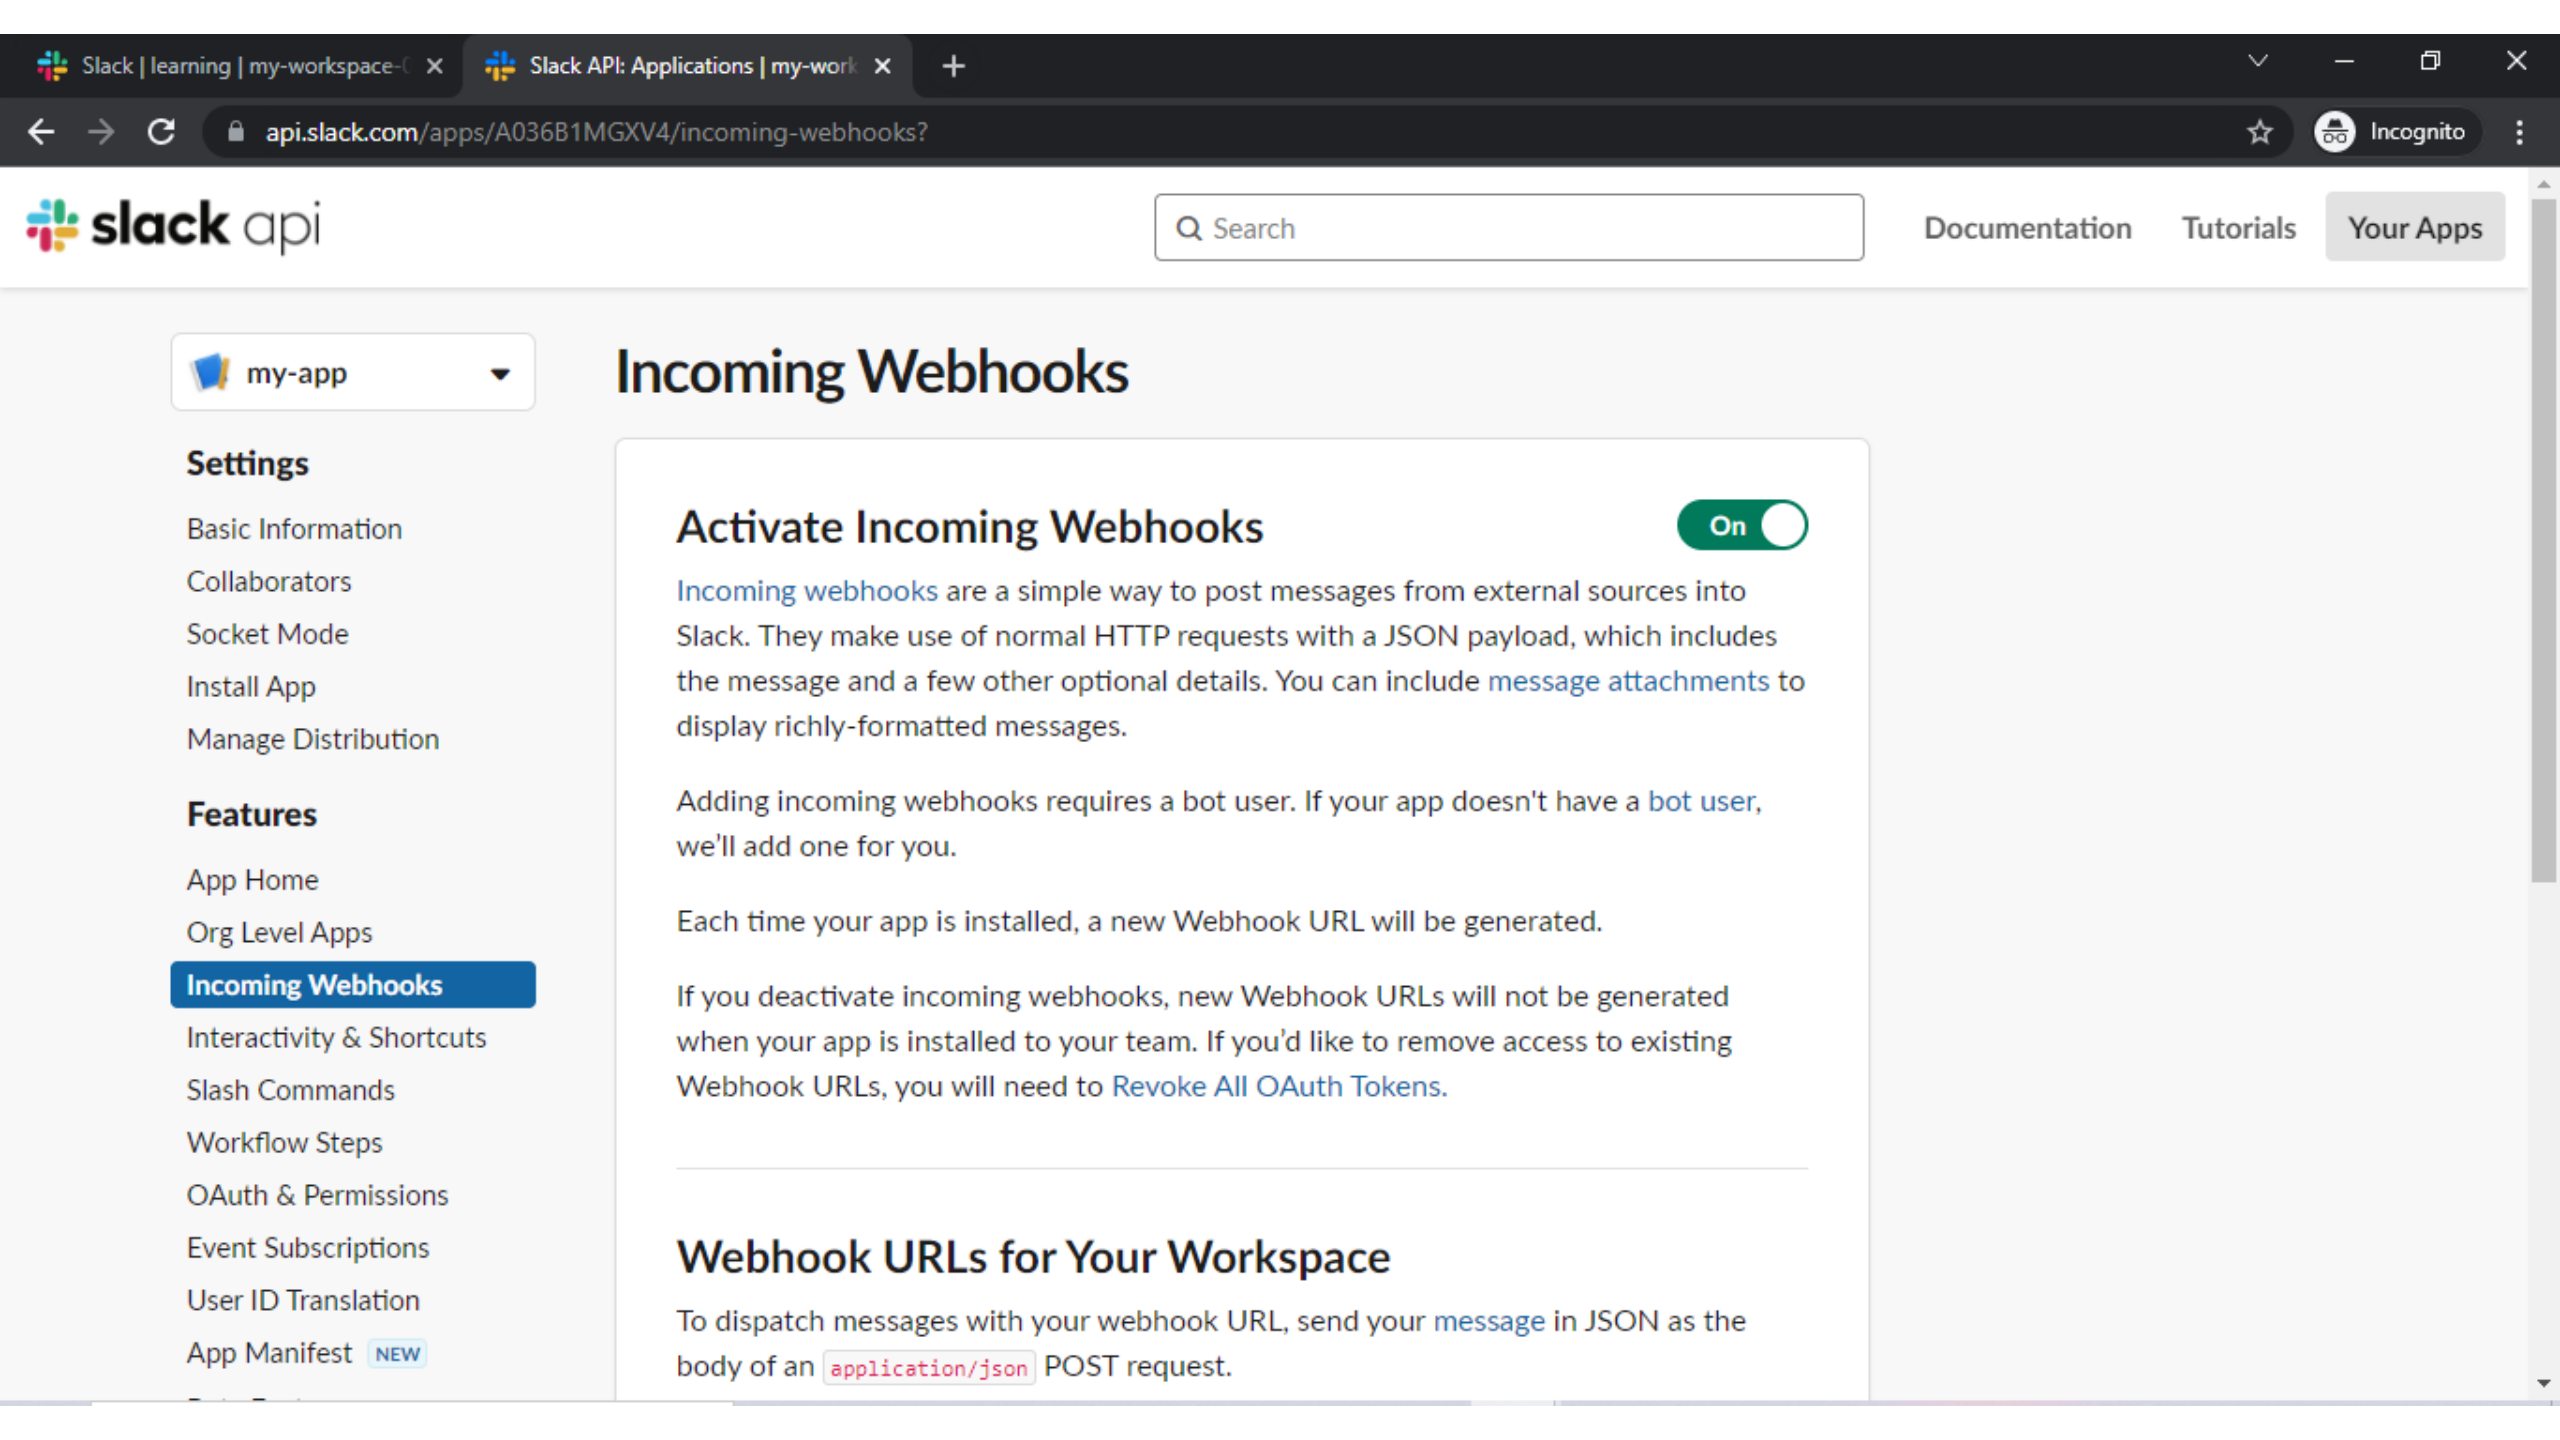 Slack | learning | my-workspace-
Slack API: Applications | my-work
api.slack.com/apps/A036B1MGXV4/incoming-webhooks?
Incognito
slack api
Search
Documentation
Tutorials
Your Apps
my-app
Settings
Basic Information
Collaborators
Socket Mode
Install App
Manage Distribution
Features
App Home
Org Level Apps
Incoming Webhooks
Interactivity & Shortcuts
Slash Commands
Workflow Steps
OAuth & Permissions
Event Subscriptions
User ID Translation
App Manifest NEW
Incoming Webhooks
Activate Incoming Webhooks
On
Incoming webhooks are a simple way to post messages from external sources into
Slack. They make use of normal HTTP requests with a JSON payload, which includes
the message and a few other optional details. You can include message attachments to
display richly-formatted messages.
Adding incoming webhooks requires a bot user. If your app doesn't have a bot user,
we’ll add one for you.
Each time your app is installed, a new Webhook URL will be generated.
If you deactivate incoming webhooks, new Webhook URLs will not be generated
when your app is installed to your team. If you’d like to remove access to existing
Webhook URLs, you will need to Revoke All OAuth Tokens.
Webhook URLs for Your Workspace
To dispatch messages with your webhook URL, send your message in JSON as the
body of an application/json POST request.